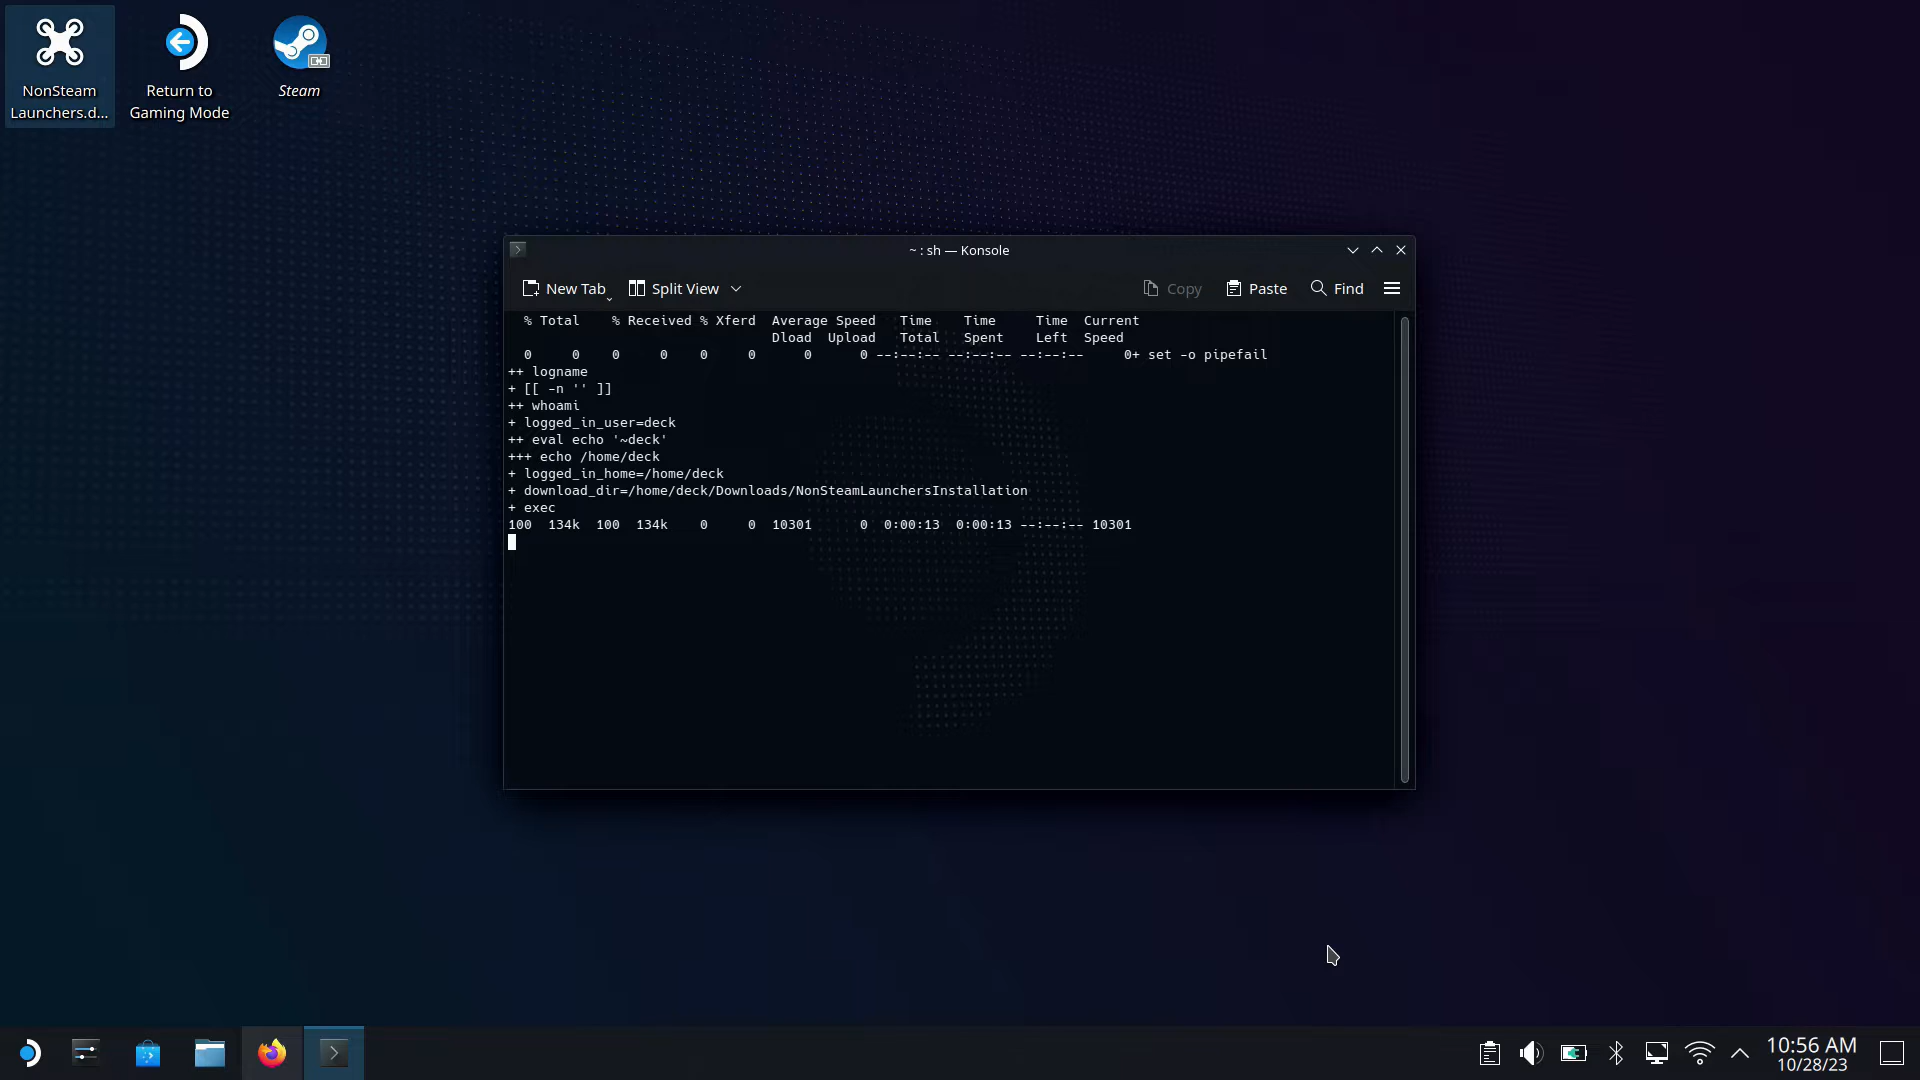 NonSteam
Launchers.d...
Return to
Gaming Mode
Steam
~ : sh — Konsole
New Tab
Split View
Copy
Paste
Find
% Total    % Received % Xferd  Average Speed   Time    Time     Time  Current
Dload  Upload   Total   Spent    Left  Speed
0     0    0     0    0     0      0      0 --:--:-- --:--:-- --:--:--     0+ set -o pipefail
++ logname
+ [[ -n '' ]]
++ whoami
+ logged_in_user=deck
++ eval echo '~deck'
+++ echo /home/deck
+ logged_in_home=/home/deck
+ download_dir=/home/deck/Downloads/NonSteamLaunchersInstallation
+ exec
100  134k  100  134k    0     0  10301      0  0:00:13  0:00:13 --:--:-- 10301
10:56 AM
10/28/23